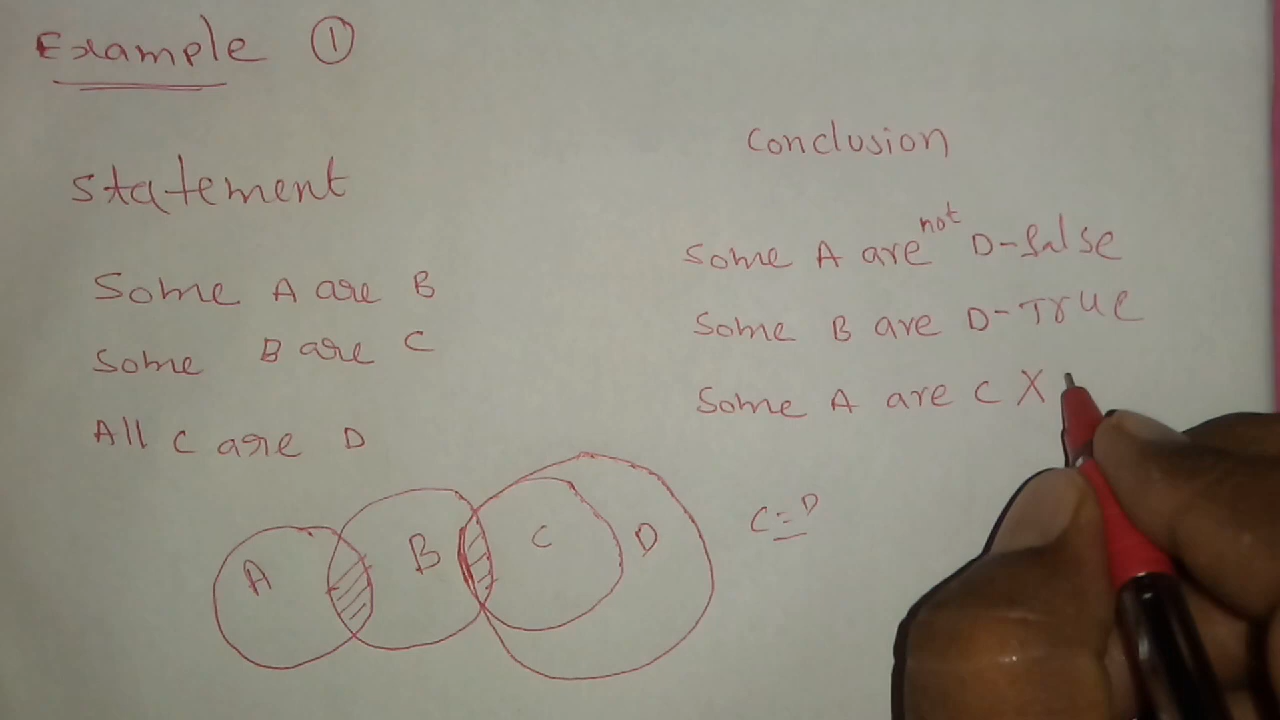 Example ①
Statement
Some A are B
Some B are C
All C are D
Conclusion
Some A are not D-false
Some B are D-True
Some A are C X
A B C D
C=D